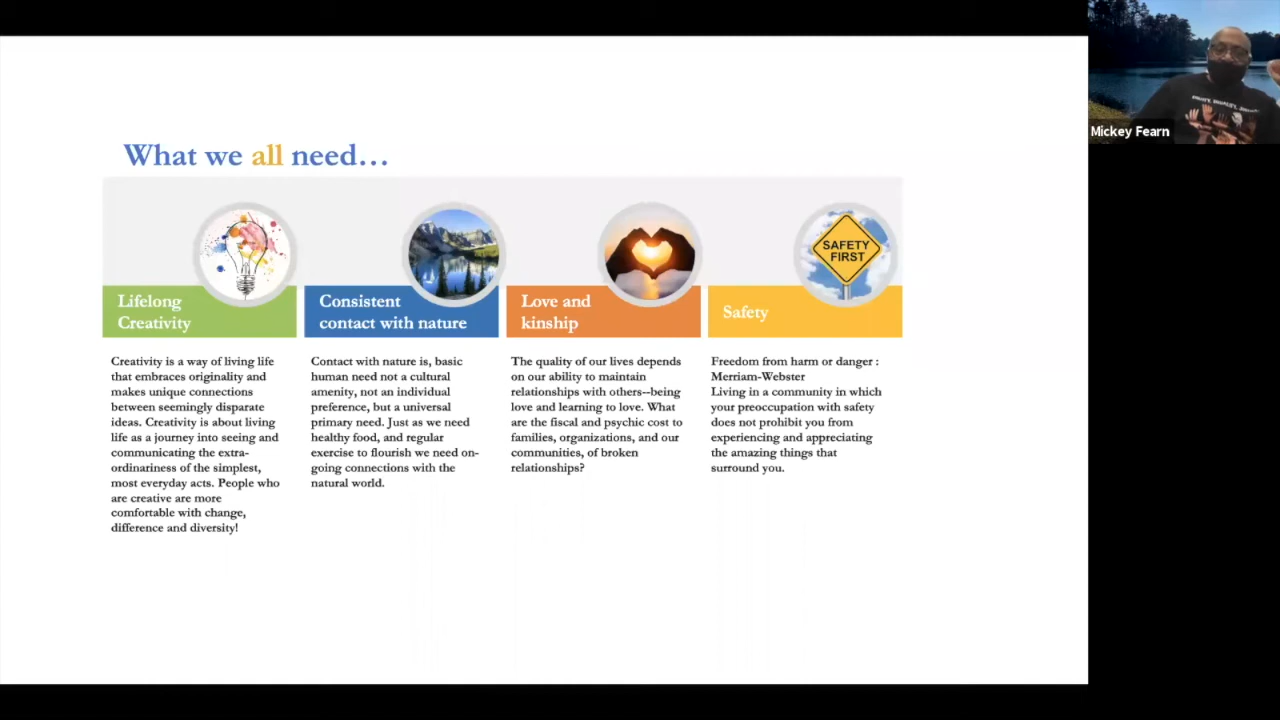 What we all need…
SAFETY
FIRST
Lifelong
Creativity
Consistent
contact with nature
Love and
kinship
Safety
Creativity is a way of living life
that embraces originality and
makes unique connections
between seemingly disparate
ideas. Creativity is about living
life as a journey into seeing and
communicating the extra-
ordinariness of the simplest,
most everyday acts. People who
are creative are more
comfortable with change,
difference and diversity!
Contact with nature is, basic
human need not a cultural
amenity, not an individual
preference, but a universal
primary need. Just as we need
healthy food, and regular
exercise to flourish we need on-
going connections with the
natural world.
The quality of our lives depends
on our ability to maintain
relationships with others--being
love and learning to love. What
are the fiscal and psychic cost to
families, organizations, and our
communities, of broken
relationships?
Freedom from harm or danger :
Merriam-Webster
Living in a community in which
your preoccupation with safety
does not prohibit you from
experiencing and appreciating
the amazing things that
surround you.
Mickey Fearn